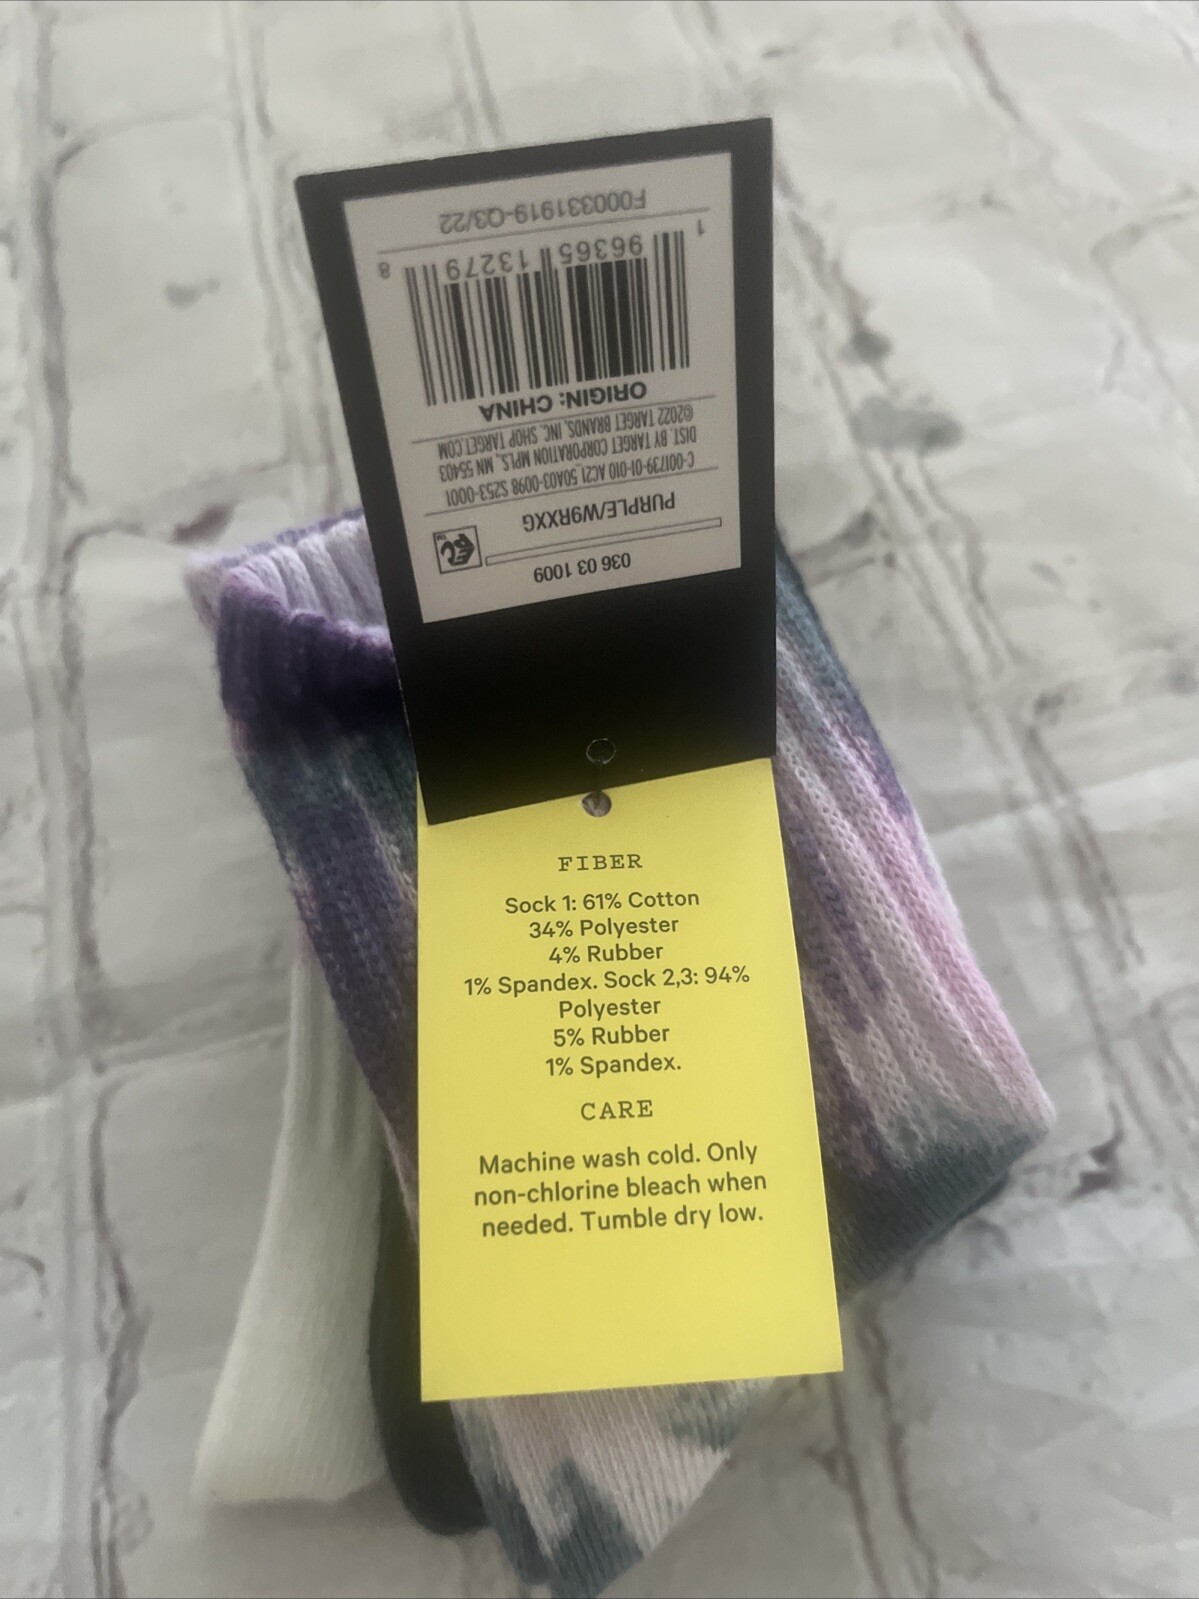 036 03 1009
PURPLE/W9RXXG
C-001739-01-010 AC21_50A03-0098 S253-0001
DIST. BY TARGET CORPORATION MPLS, MN 55403
©2022 TARGET BRANDS, INC. SHOP TARGET.COM
ORIGIN: CHINA
1 96365 13279 8
F000331919-Q3/22
FIBER
Sock 1: 61% Cotton
34% Polyester
4% Rubber
1% Spandex. Sock 2,3: 94%
Polyester
5% Rubber
1% Spandex.
CARE
Machine wash cold. Only
non-chlorine bleach when
needed. Tumble dry low.